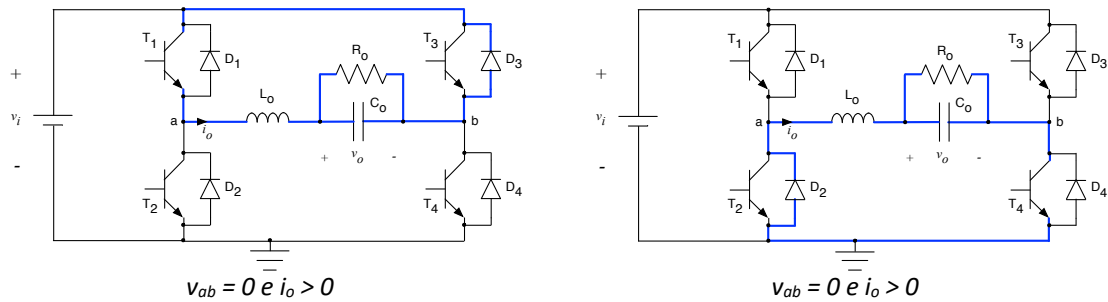 T1
D1
T3
D3
Ro
+
vi
-
Lo
Co
a
io
b
+ vo -
T2
D2
T4
D4
vab = 0 e io > 0
T1
D1
T3
D3
Ro
+
vi
-
Lo
Co
a
io
b
+ vo -
T2
D2
T4
D4
vab = 0 e io > 0